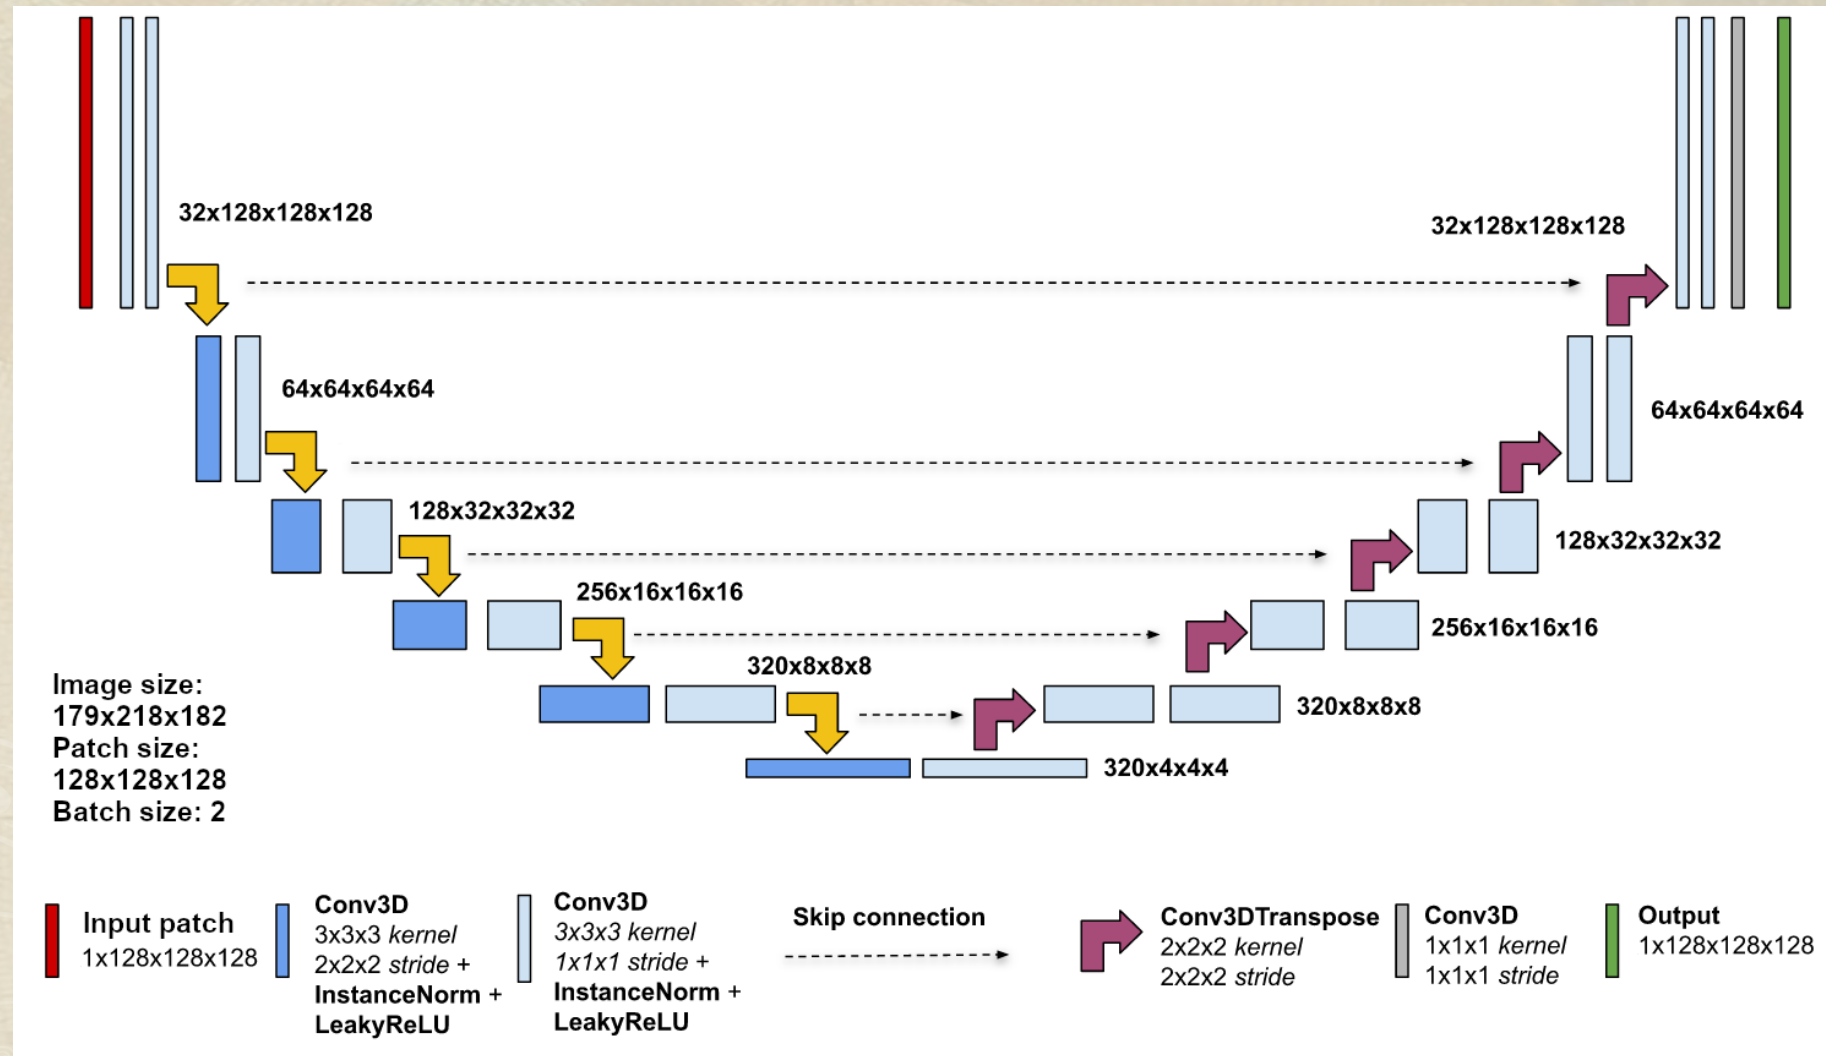 32x128x128x128
32x128x128x128
64x64x64x64
64x64x64x64
128x32x32x32
128x32x32x32
256x16x16x16
256x16x16x16
320x8x8x8
320x8x8x8
320x4x4x4
Image size:
179x218x182
Patch size:
128x128x128
Batch size: 2
Input patch
1x128x128x128
Conv3D
3x3x3 kernel
2x2x2 stride +
InstanceNorm +
LeakyReLU
Conv3D
3x3x3 kernel
1x1x1 stride +
InstanceNorm +
LeakyReLU
Skip connection
Conv3DTranspose
2x2x2 kernel
2x2x2 stride
Conv3D
1x1x1 kernel
1x1x1 stride
Output
1x128x128x128